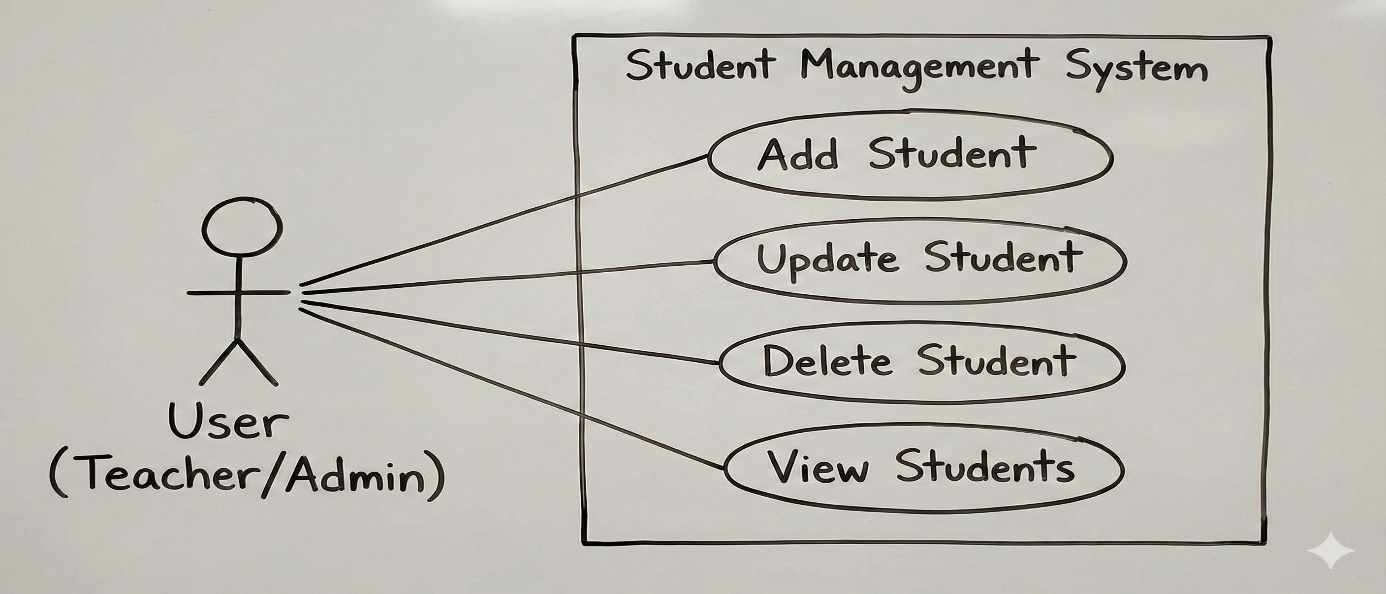 Student Management System
Add Student
Update Student
Delete Student
View Students
User
(Teacher/Admin)